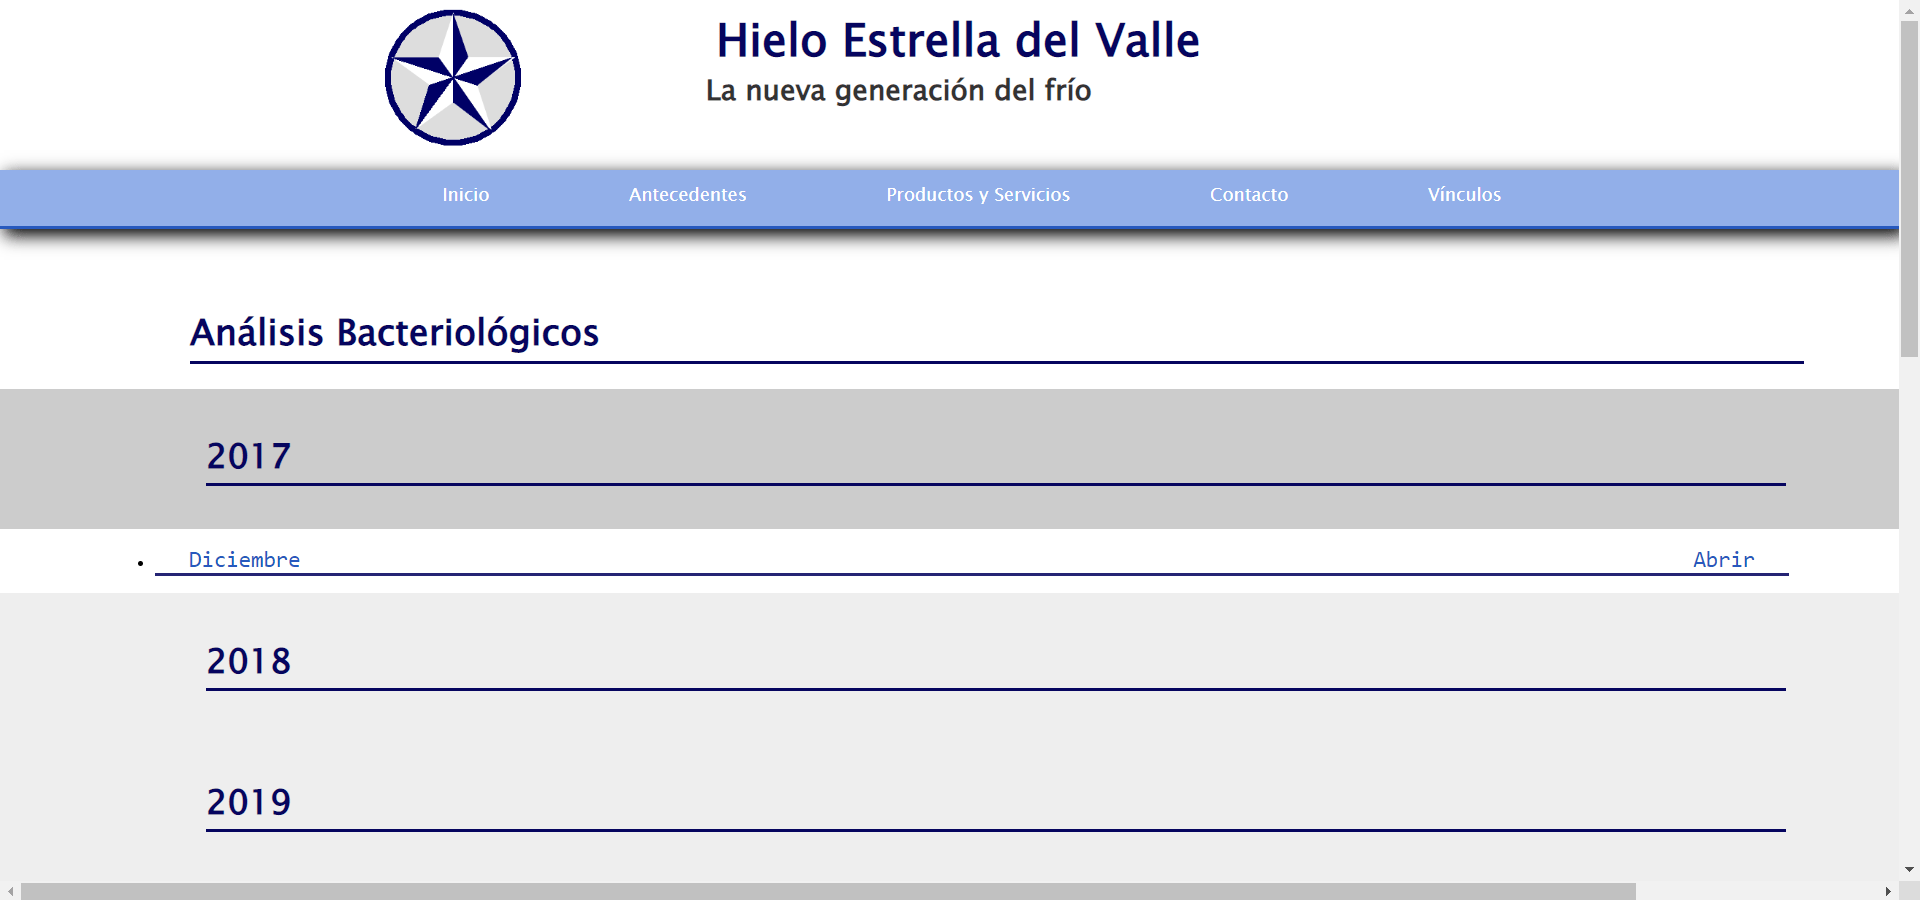 Hielo Estrella del Valle
La nueva generación del frío
Inicio Antecedentes Productos y Servicios Contacto Vínculos
Análisis Bacteriológicos
2017
Diciembre Abrir
2018
2019